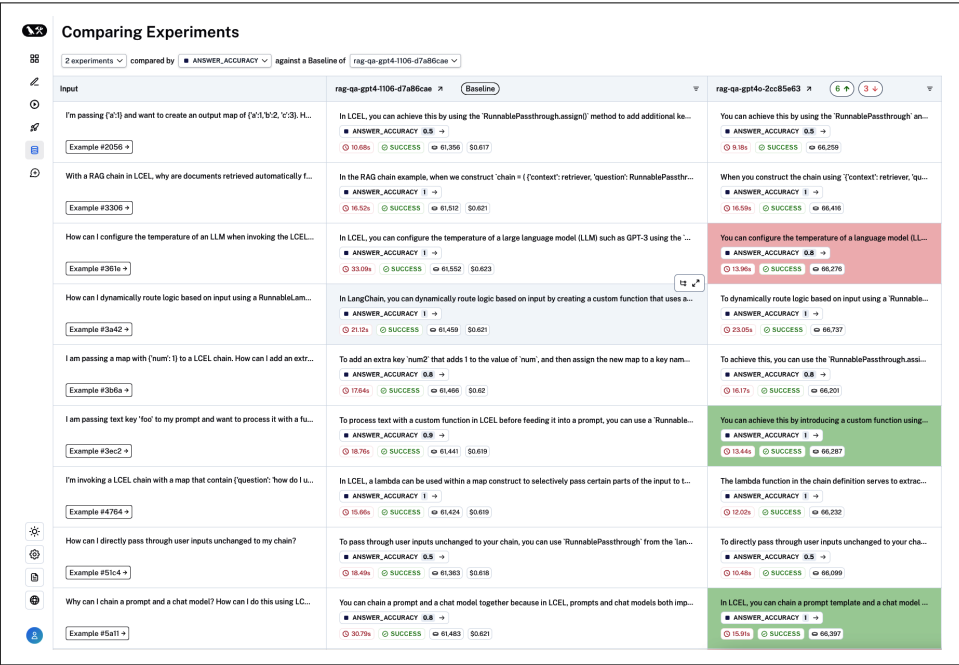 Comparing Experiments
2 experiments compared by ANSWER_ACCURACY against a Baseline of rag-qa-gpt4-1106-d7a86cae
Input
rag-qa-gpt4-1106-d7a86cae Baseline
rag-qa-gpt4o-2cc85e63 6 ↑ 3 ↓
I'm passing {'a':1} and want to create an output map of {'a':1,'b':2, 'c':3}. H...
Example #2056 →
In LCEL, you can achieve this by using the `RunnablePassthrough.assign()` method to add additional ke...
ANSWER_ACCURACY 0.5 →
10.68s SUCCESS 61,356 $0.617
You can achieve this by using the `RunnablePassthrough` an...
ANSWER_ACCURACY 0.5 →
9.18s SUCCESS 66,259
With a RAG chain in LCEL, why are documents retrieved automatically f...
Example #3306 →
In the RAG chain example, when we construct `chain = ( {'context': retriever, 'question': RunnablePassthr...
ANSWER_ACCURACY 1 →
16.52s SUCCESS 61,512 $0.621
When you construct the chain using `{'context': retriever, 'qu...
ANSWER_ACCURACY 1 →
16.59s SUCCESS 66,416
How can I configure the temperature of an LLM when invoking the LCEL...
Example #361e →
In LCEL, you can configure the temperature of a large language model (LLM) such as GPT-3 using the `...
ANSWER_ACCURACY 1 →
33.09s SUCCESS 61,552 $0.623
You can configure the temperature of a language model (LL...
ANSWER_ACCURACY 0.8 →
13.96s SUCCESS 66,276
How can I dynamically route logic based on input using a RunnableLam...
Example #3a42 →
In LangChain, you can dynamically route logic based on input by creating a custom function that uses a...
ANSWER_ACCURACY 1 →
21.12s SUCCESS 61,459 $0.621
To dynamically route logic based on input using a `Runnable...
ANSWER_ACCURACY 1 →
23.05s SUCCESS 66,737
I am passing a map with {'num': 1} to a LCEL chain. How can I add an extr...
Example #3b6a →
To add an extra key `num2` that adds 1 to the value of `num`, and then assign the new map to a key nam...
ANSWER_ACCURACY 0.8 →
17.64s SUCCESS 61,466 $0.62
To achieve this, you can use the `RunnablePassthrough.assi...
ANSWER_ACCURACY 0.8 →
16.17s SUCCESS 66,201
I am passing text key 'foo' to my prompt and want to process it with a fu...
Example #3ec2 →
To process text with a custom function in LCEL before feeding it into a prompt, you can use a `Runnable...
ANSWER_ACCURACY 0.9 →
18.76s SUCCESS 61,441 $0.619
You can achieve this by introducing a custom function using...
ANSWER_ACCURACY 1 →
13.44s SUCCESS 66,287
I'm invoking a LCEL chain with a map that contain {'question': 'how do I u...
Example #4764 →
In LCEL, a lambda can be used within a map construct to selectively pass certain parts of the input to t...
ANSWER_ACCURACY 1 →
15.66s SUCCESS 61,424 $0.619
The lambda function in the chain definition serves to extrac...
ANSWER_ACCURACY 1 →
12.02s SUCCESS 66,232
How can I directly pass through user inputs unchanged to my chain?
Example #51c4 →
To pass through user inputs unchanged to your chain, you can use `RunnablePassthrough` from the `lan...
ANSWER_ACCURACY 0.5 →
18.49s SUCCESS 61,363 $0.618
To directly pass through user inputs unchanged to your cha...
ANSWER_ACCURACY 0.5 →
10.48s SUCCESS 66,099
Why can I chain a prompt and a chat model? How can I do this using LC...
Example #5a11 →
You can chain a prompt and a chat model together because in LCEL, prompts and chat models both imp...
ANSWER_ACCURACY 0.8 →
30.79s SUCCESS 61,483 $0.621
In LCEL, you can chain a prompt template and a chat model ...
ANSWER_ACCURACY 1 →
15.91s SUCCESS 66,397